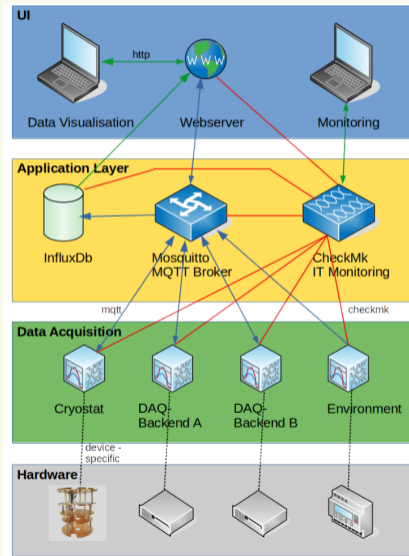 UI
http
WWW
Data Visualisation
Webserver
Monitoring
Application Layer
InfluxDb
Mosquitto
MQTT Broker
CheckMk
IT Monitoring
mqtt
checkmk
Data Acquisition
Cryostat
DAQ-
Backend A
DAQ-
Backend B
Environment
device -
specific
Hardware